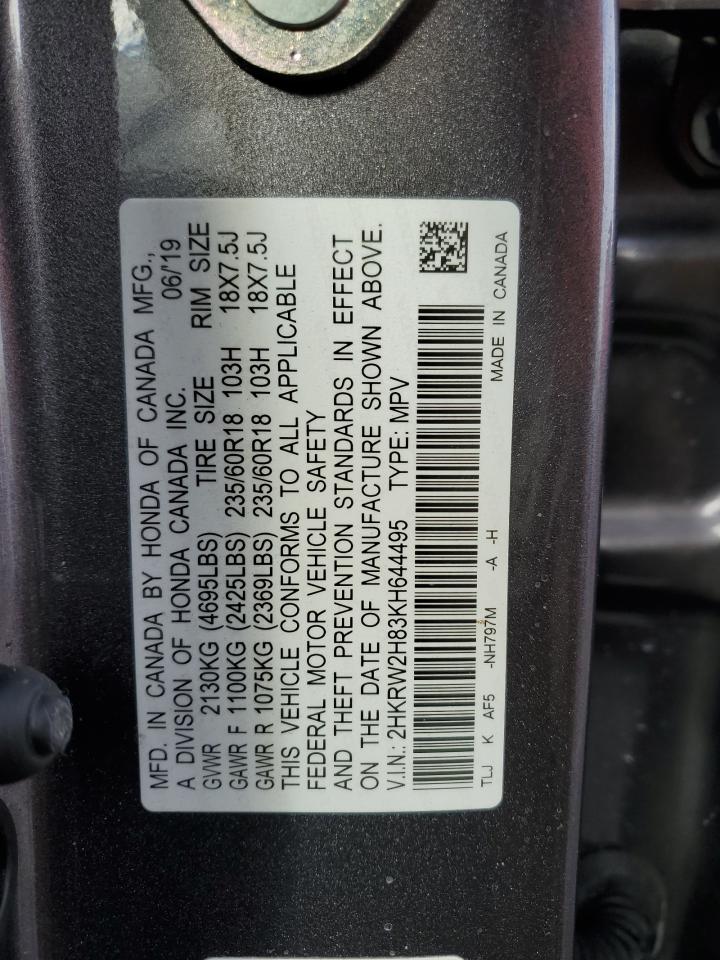 MFD. IN CANADA BY HONDA OF CANADA MFG.,
A DIVISION OF HONDA CANADA INC. 06/'19
GVWR 2130KG (4695LBS) TIRE SIZE RIM SIZE
GAWR F 1100KG (2425LBS) 235/60R18 103H 18X7.5J
GAWR R 1075KG (2369LBS) 235/60R18 103H 18X7.5J
THIS VEHICLE CONFORMS TO ALL APPLICABLE
FEDERAL MOTOR VEHICLE SAFETY
AND THEFT PREVENTION STANDARDS IN EFFECT
ON THE DATE OF MANUFACTURE SHOWN ABOVE.
V.I.N.: 2HKRW2H83KH644495 TYPE: MPV
TLJ K AF5 -NH797M -A -H MADE IN CANADA